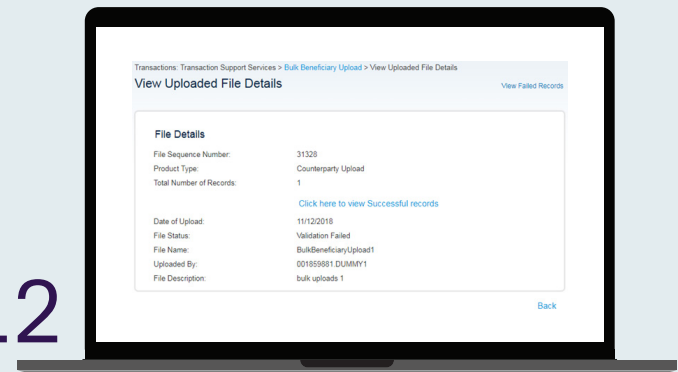 Transactions: Transaction Support Services > Bulk Beneficiary Upload > View Uploaded File Details
View Uploaded File Details
View Failed Records
File Details
File Sequence Number: 31328
Product Type: Counterparty Upload
Total Number of Records: 1
Click here to view Successful records
Date of Upload: 11/12/2018
File Status: Validation Failed
File Name: BulkBeneficiaryUpload1
Uploaded By: 001859881.DUMMY1
File Description: bulk uploads 1
Back
.2